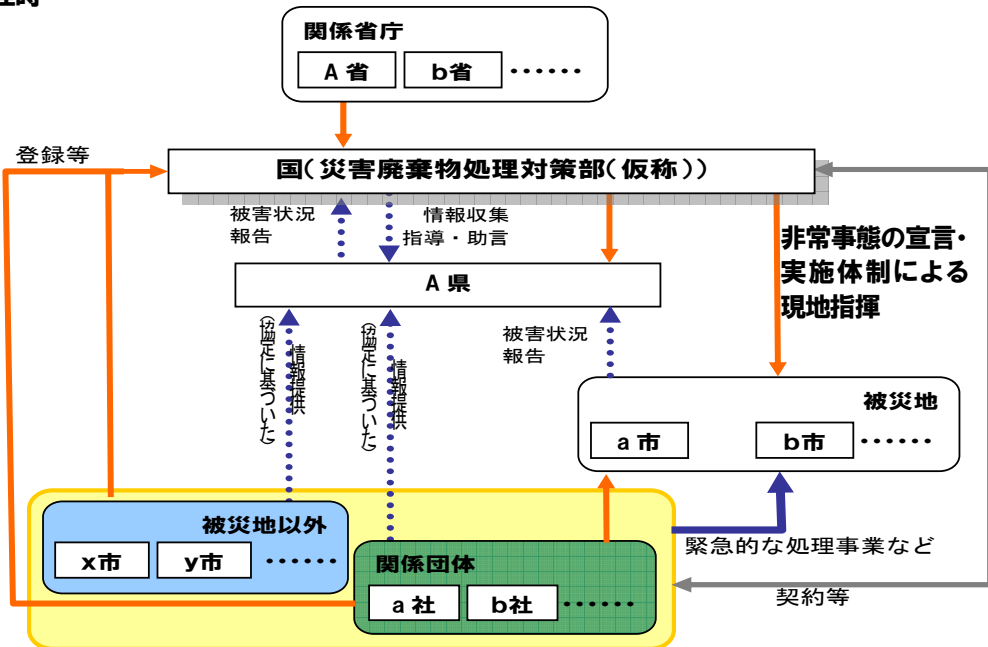 関係省庁
A 省
b省
・・・・・・
登録等
国(災害廃棄物処理対策部(仮称))
被害状況
報告
情報収集
指導・助言
非常事態の宣言・
実施体制による
現地指揮
A 県
(協定に基づいた)
情報提供
(協定に基づいた)
情報提供
被害状況
報告
被災地
a 市
b市
・・・・・・
被災地以外
x市
y市
・・・・・・
緊急的な処理事業など
関係団体
a 社
b社
・・・・・・
契約等